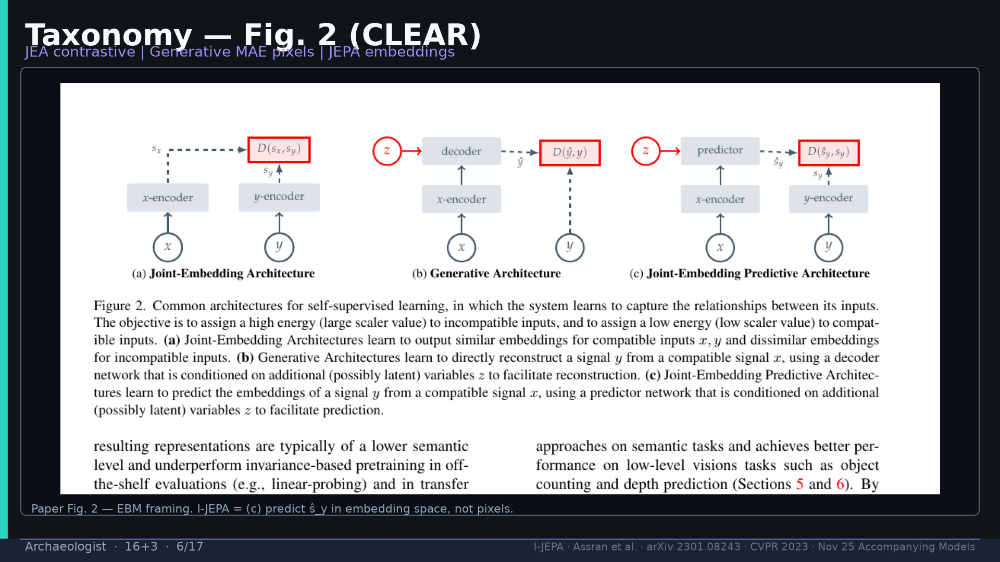 Taxonomy — Fig. 2 (CLEAR)
JEA contrastive | Generative MAE pixels | JEPA embeddings
s_x
D(s_x, s_y)
s_y
x-encoder
y-encoder
x
y
(a) Joint-Embedding Architecture
z
decoder
ŷ
D(ŷ, y)
x-encoder
x
y
(b) Generative Architecture
z
predictor
ŝ_y
D(ŝ_y, s_y)
s_y
x-encoder
y-encoder
x
y
(c) Joint-Embedding Predictive Architecture
Figure 2. Common architectures for self-supervised learning, in which the system learns to capture the relationships between its inputs.
The objective is to assign a high energy (large scaler value) to incompatible inputs, and to assign a low energy (low scaler value) to compat-
ible inputs. (a) Joint-Embedding Architectures learn to output similar embeddings for compatible inputs x, y and dissimilar embeddings
for incompatible inputs. (b) Generative Architectures learn to directly reconstruct a signal y from a compatible signal x, using a decoder
network that is conditioned on additional (possibly latent) variables z to facilitate reconstruction. (c) Joint-Embedding Predictive Architec-
tures learn to predict the embeddings of a signal y from a compatible signal x, using a predictor network that is conditioned on additional
(possibly latent) variables z to facilitate prediction.
resulting representations are typically of a lower semantic
level and underperform invariance-based pretraining in off-
the-shelf evaluations (e.g., linear-probing) and in transfer
approaches on semantic tasks and achieves better per-
formance on low-level visions tasks such as object
counting and depth prediction (Sections 5 and 6). By
Paper Fig. 2 — EBM framing. I-JEPA = (c) predict ŝ_y in embedding space, not pixels.
Archaeologist · 16+3 · 6/17
I-JEPA · Assran et al. · arXiv 2301.08243 · CVPR 2023 · Nov 25 Accompanying Models